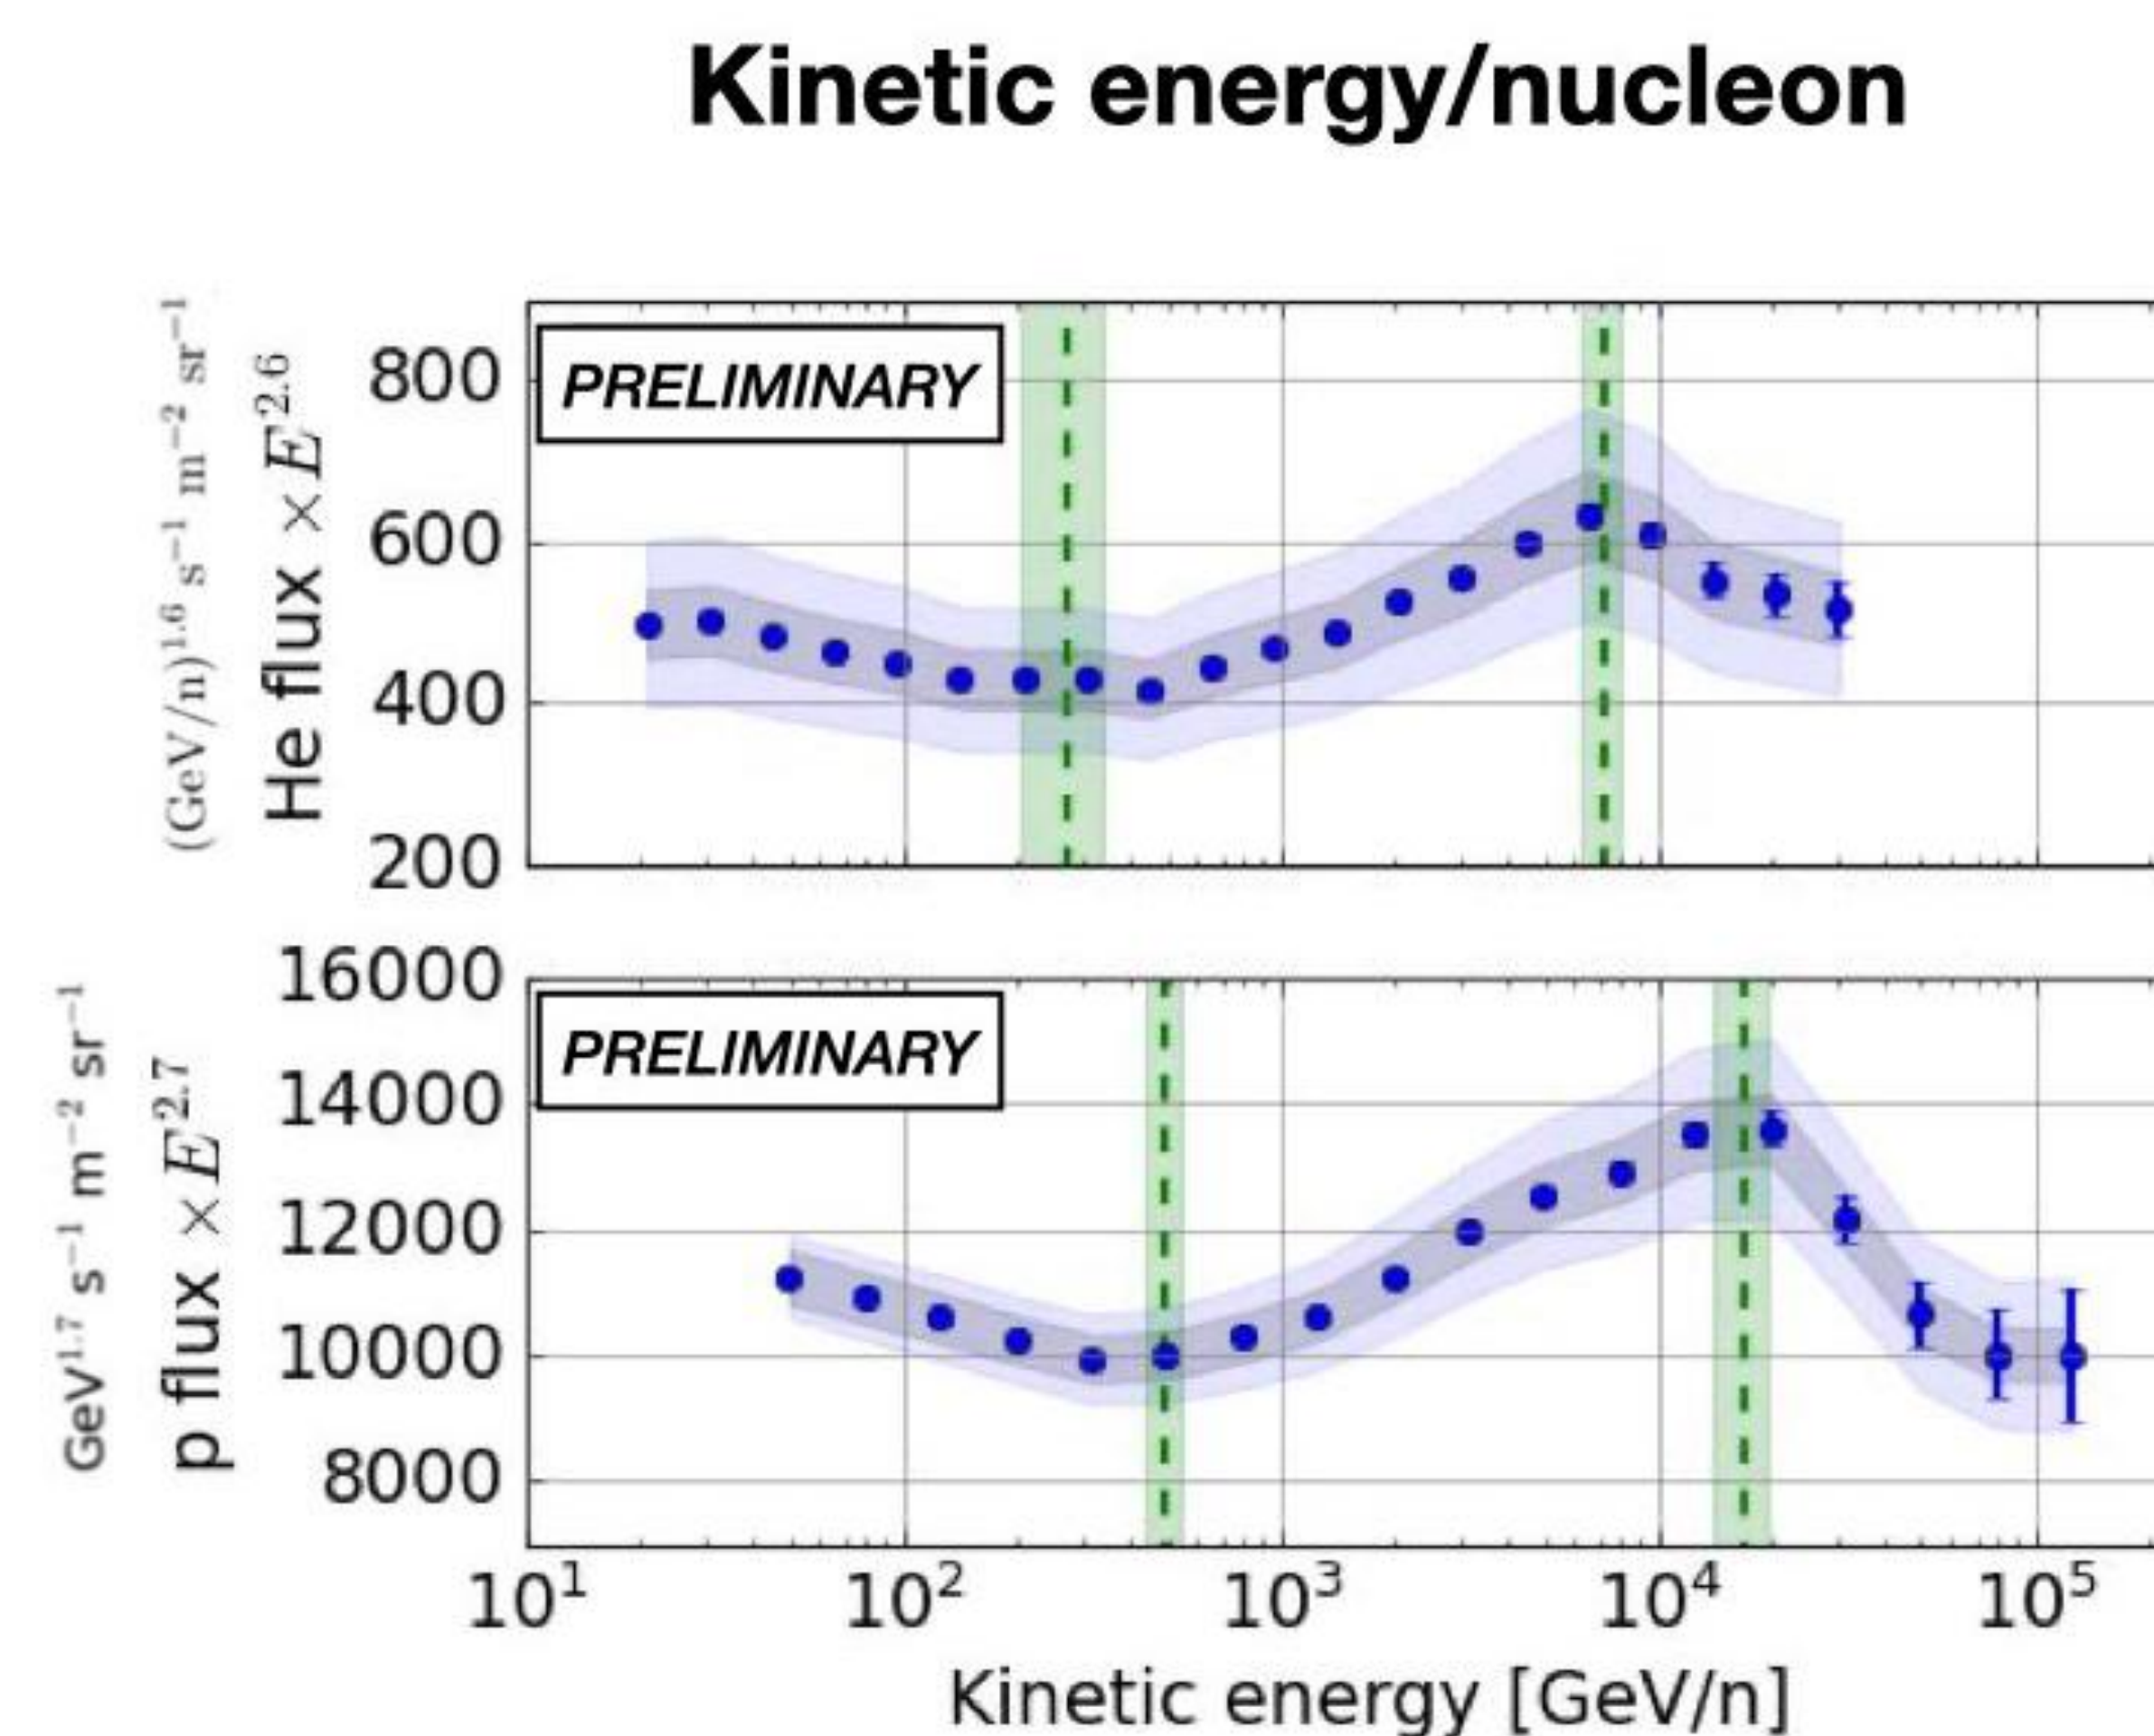 Kinetic energy/nucleon
(GeV/n)^1.6 s^−1 m^−2 sr^−1
He flux ×E^2.6
800
600
400
200
PRELIMINARY
GeV^1.7 s^−1 m^−2 sr^−1
p flux ×E^2.7
16000
14000
12000
10000
8000
PRELIMINARY
10^1 10^2 10^3 10^4 10^5
Kinetic energy [GeV/n]